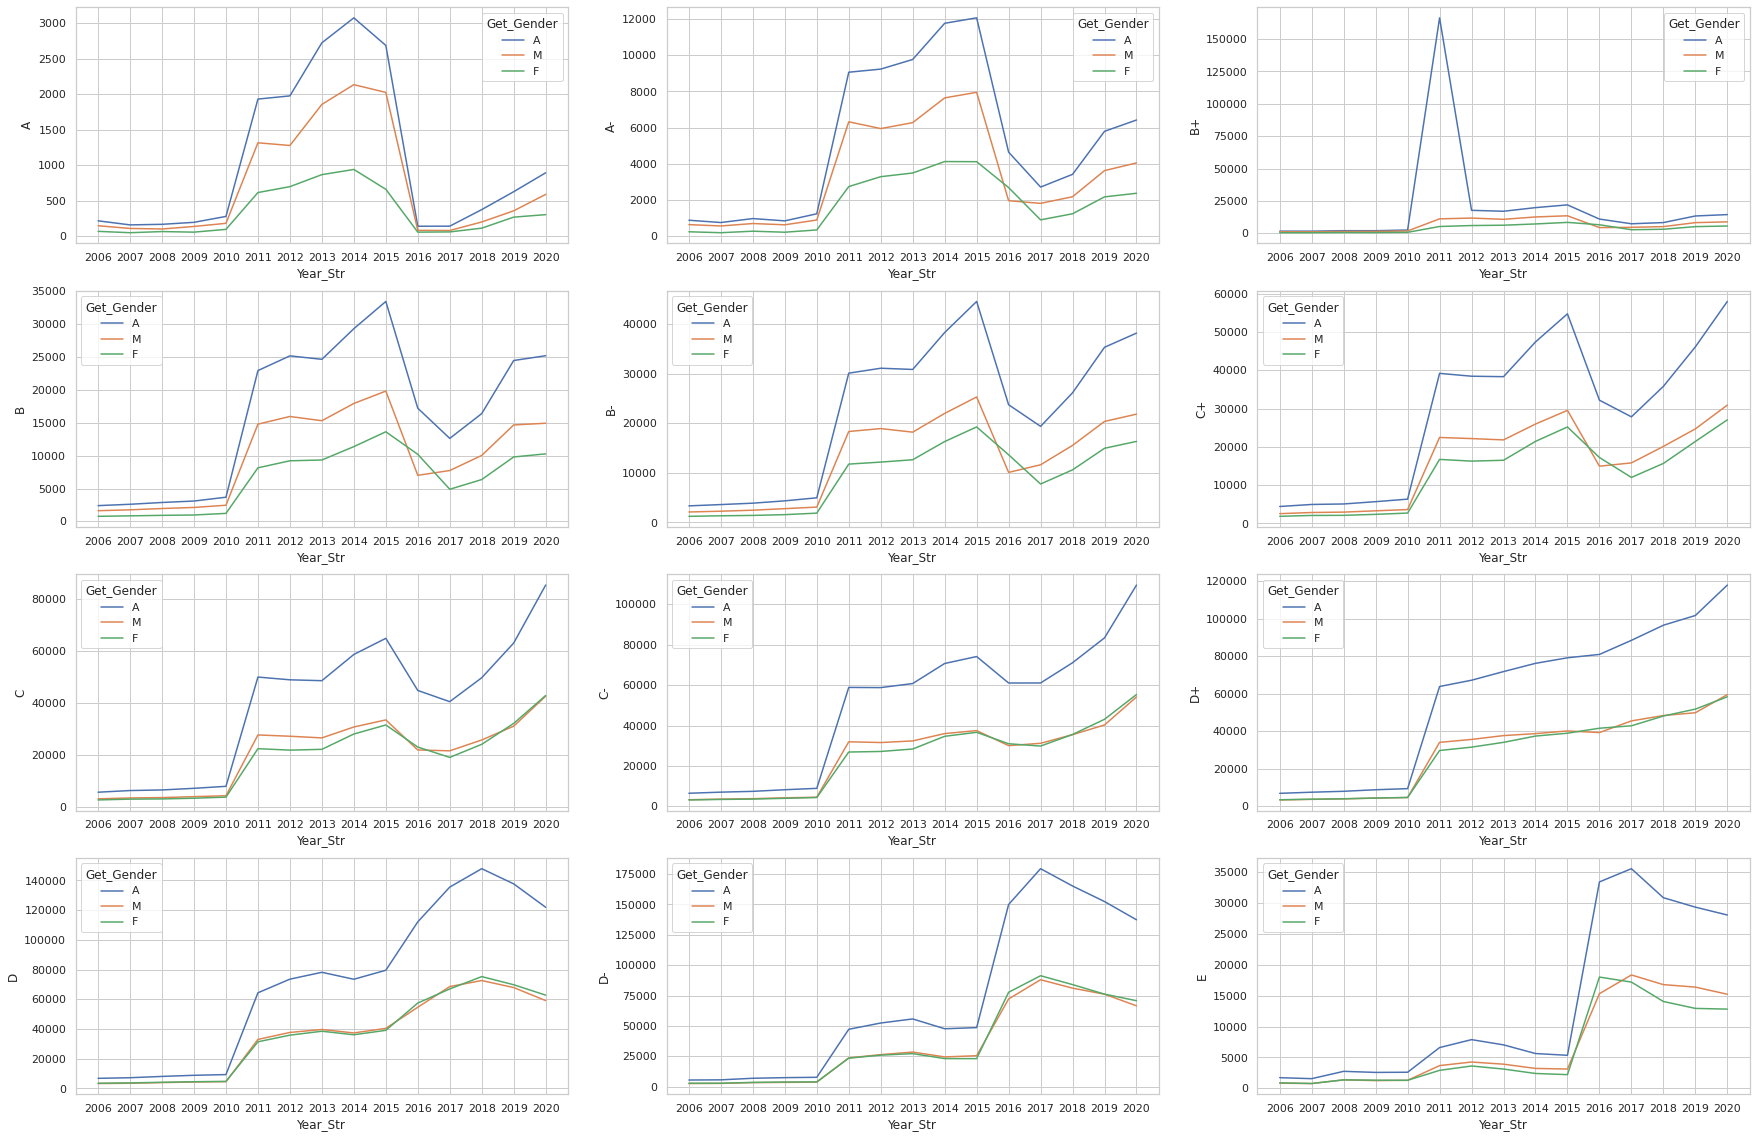 A
3000
2500
2000
1500
1000
500
0
Get_Gender
A
M
F
2006 2007 2008 2009 2010 2011 2012 2013 2014 2015 2016 2017 2018 2019 2020
Year_Str
A-
12000
10000
8000
6000
4000
2000
0
Get_Gender
A
M
F
2006 2007 2008 2009 2010 2011 2012 2013 2014 2015 2016 2017 2018 2019 2020
Year_Str
B+
150000
125000
100000
75000
50000
25000
0
Get_Gender
A
M
F
2006 2007 2008 2009 2010 2011 2012 2013 2014 2015 2016 2017 2018 2019 2020
Year_Str
B
35000
30000
25000
20000
15000
10000
5000
0
Get_Gender
A
M
F
2006 2007 2008 2009 2010 2011 2012 2013 2014 2015 2016 2017 2018 2019 2020
Year_Str
B-
40000
30000
20000
10000
0
Get_Gender
A
M
F
2006 2007 2008 2009 2010 2011 2012 2013 2014 2015 2016 2017 2018 2019 2020
Year_Str
C+
60000
50000
40000
30000
20000
10000
0
Get_Gender
A
M
F
2006 2007 2008 2009 2010 2011 2012 2013 2014 2015 2016 2017 2018 2019 2020
Year_Str
C
80000
60000
40000
20000
0
Get_Gender
A
M
F
2006 2007 2008 2009 2010 2011 2012 2013 2014 2015 2016 2017 2018 2019 2020
Year_Str
C-
100000
80000
60000
40000
20000
0
Get_Gender
A
M
F
2006 2007 2008 2009 2010 2011 2012 2013 2014 2015 2016 2017 2018 2019 2020
Year_Str
D+
120000
100000
80000
60000
40000
20000
0
Get_Gender
A
M
F
2006 2007 2008 2009 2010 2011 2012 2013 2014 2015 2016 2017 2018 2019 2020
Year_Str
D
140000
120000
100000
80000
60000
40000
20000
0
Get_Gender
A
M
F
2006 2007 2008 2009 2010 2011 2012 2013 2014 2015 2016 2017 2018 2019 2020
Year_Str
D-
175000
150000
125000
100000
75000
50000
25000
0
Get_Gender
A
M
F
2006 2007 2008 2009 2010 2011 2012 2013 2014 2015 2016 2017 2018 2019 2020
Year_Str
E
35000
30000
25000
20000
15000
10000
5000
0
Get_Gender
A
M
F
2006 2007 2008 2009 2010 2011 2012 2013 2014 2015 2016 2017 2018 2019 2020
Year_Str